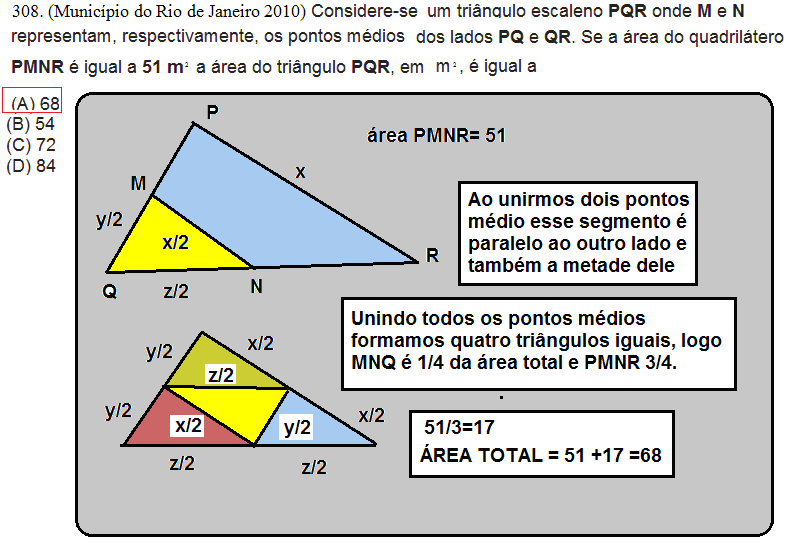 308. (Município do Rio de Janeiro 2010) Considere-se um triângulo escaleno PQR onde M e N
representam, respectivamente, os pontos médios dos lados PQ e QR. Se a área do quadrilátero
PMNR é igual a 51 m² a área do triângulo PQR, em m², é igual a
(A) 68
(B) 54
(C) 72
(D) 84
P
área PMNR= 51
x
M
y/2
x/2
R
Q
z/2
N
Ao unirmos dois pontos
médio esse segmento é
paralelo ao outro lado e
também a metade dele
Unindo todos os pontos médios
formamos quatro triângulos iguais, logo
MNQ é 1/4 da área total e PMNR 3/4.
y/2
x/2
z/2
y/2
x/2
y/2
x/2
z/2
z/2
51/3=17
ÁREA TOTAL = 51 +17 =68